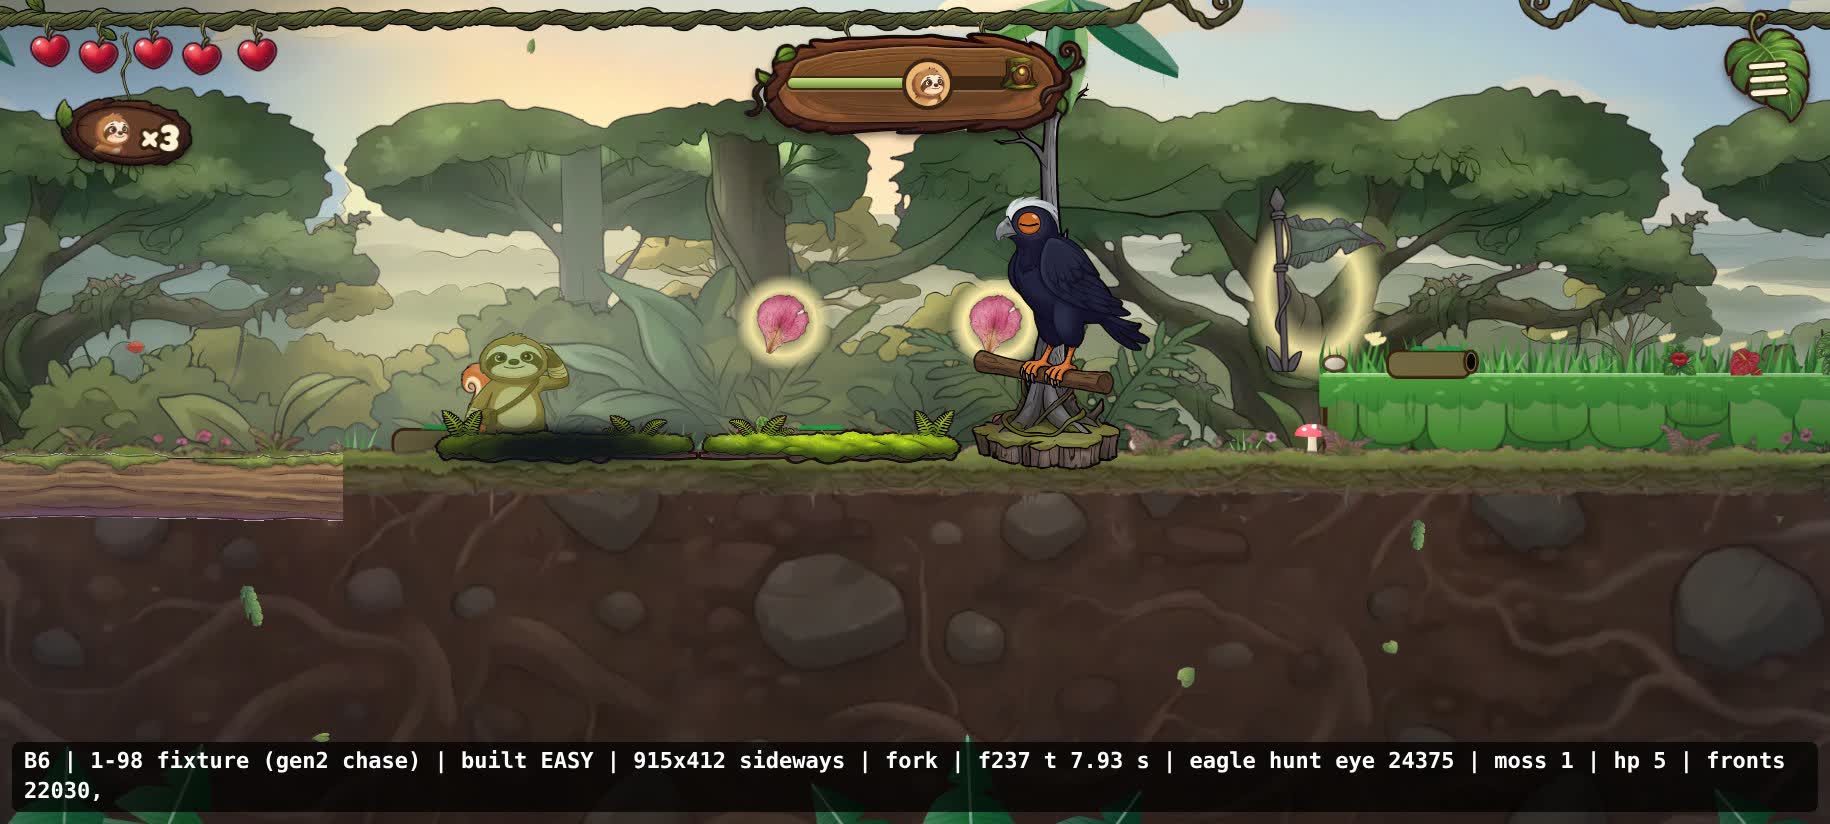 x3
B6 | 1-98 fixture (gen2 chase) | built EASY | 915x412 sideways | fork | f237 t 7.93 s | eagle hunt eye 24375 | moss 1 | hp 5 | fronts
22030,